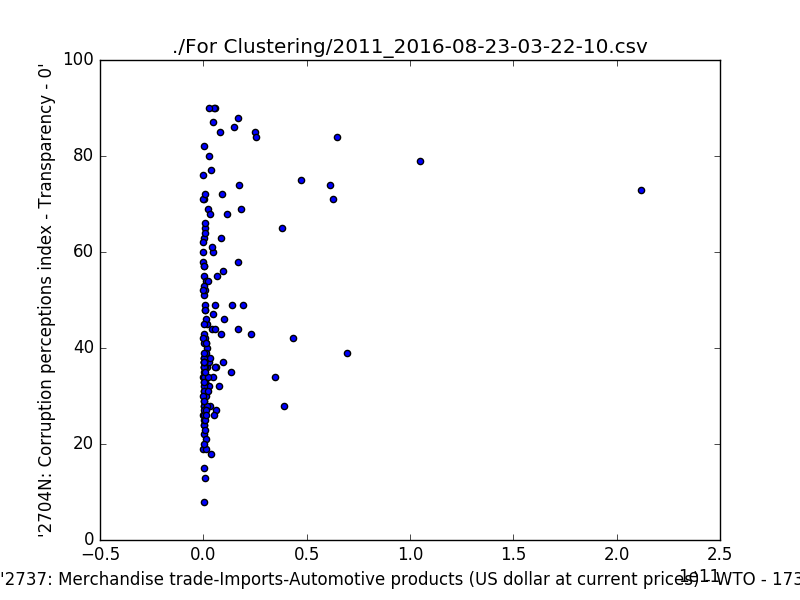 ./For Clustering/2011_2016-08-23-03-22-10.csv
'2704N: Corruption perceptions index - Transparency - 0'
100
80
60
40
20
0
−0.5 0.0 0.5 1.0 1.5 2.0 2.5
1e11
'2737: Merchandise trade-Imports-Automotive products (US dollar at current prices) - WTO - 173